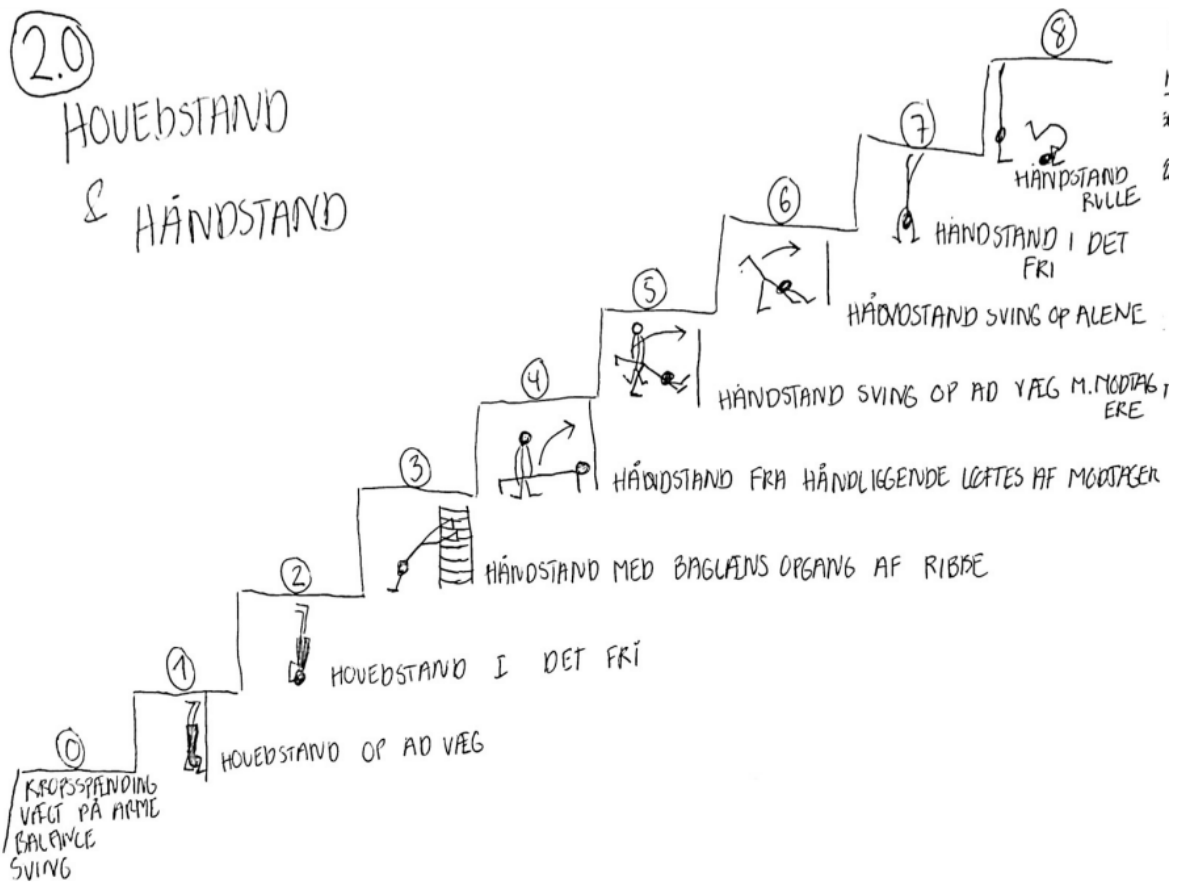 2.0
HOVEDSTAND
& HÅNDSTAND
8
HÅNDSTAND
RULLE
7
HÅNDSTAND I DET
FRI
6
HÅNDSTAND SVING OP ALENE
5
HÅNDSTAND SVING OP AD VÆG M. MODTAG,
ERE
4
HÅNDSTAND FRA HÅNDLIGGENDE LØFTES AF MODTAGER
3
HÅNDSTAND MED BAGLÆNS OPGANG AF RIBBE
2
HOVEDSTAND I DET FRI
1
HOVEDSTAND OP AD VÆG
0
KROPSSPÆNDING
VÆGT PÅ ARME
BALANCE
SVING